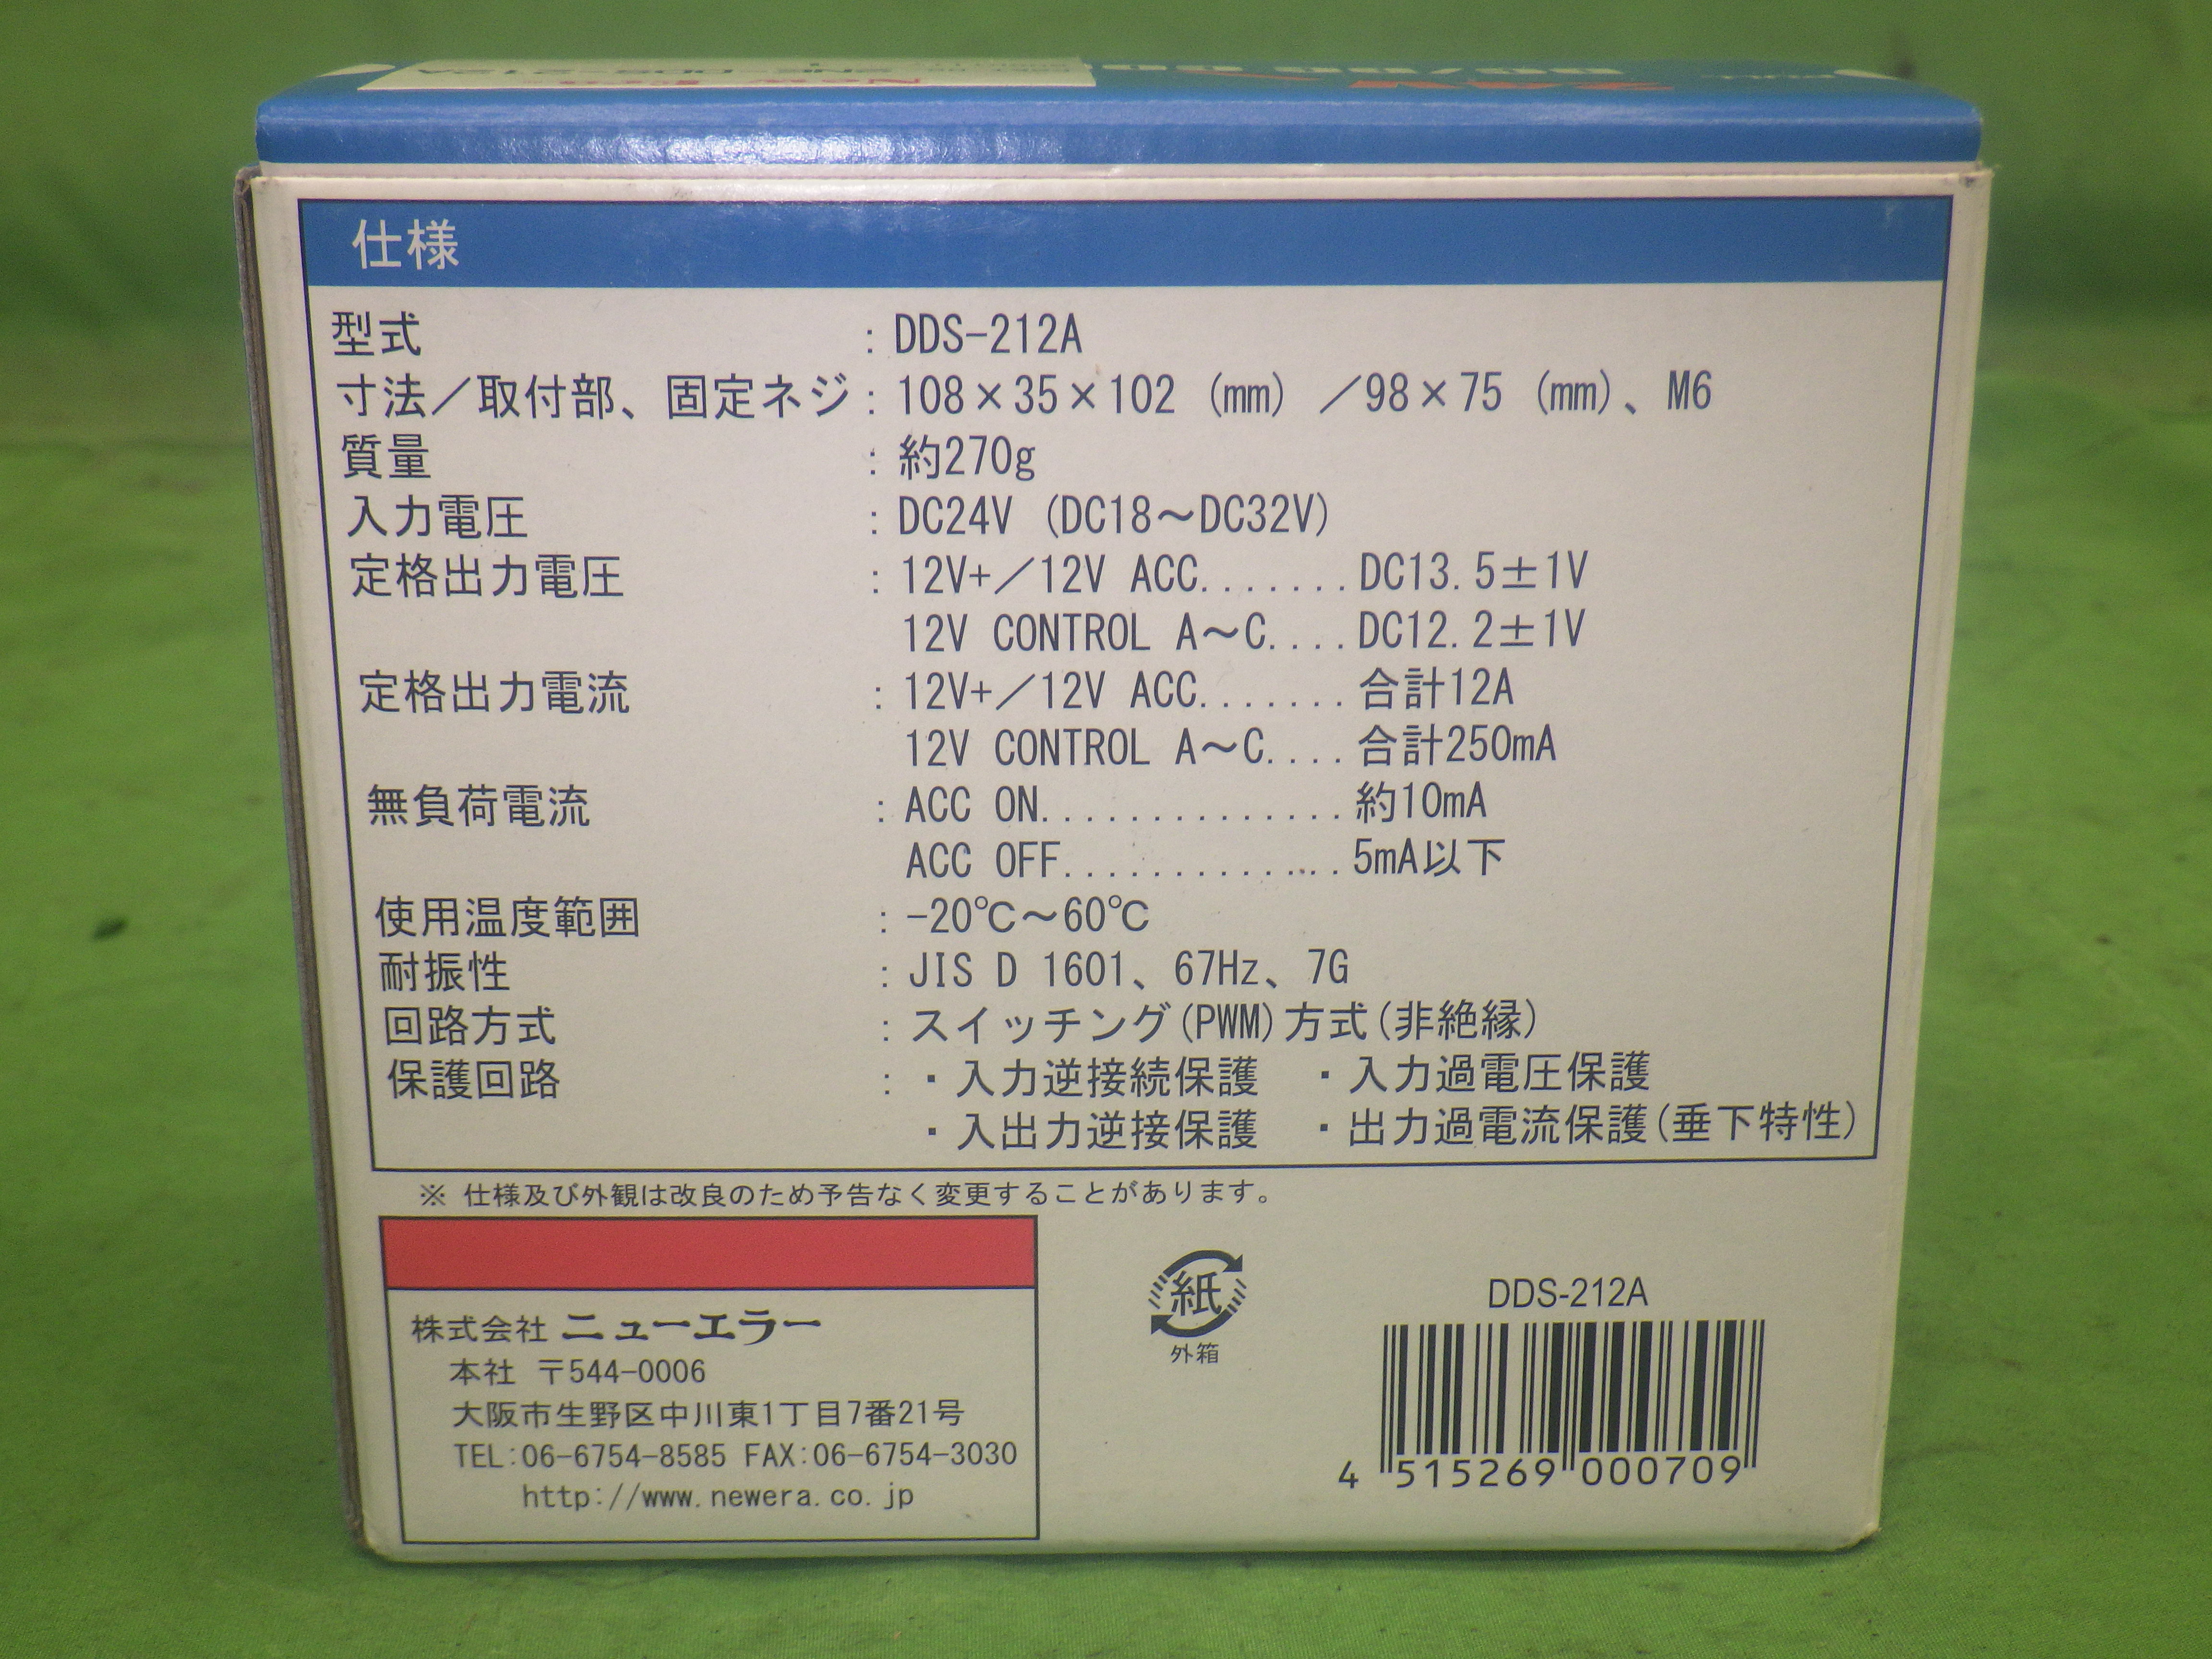 仕様
型式 : DDS-212A
寸法／取付部、固定ネジ : 108×35×102 (mm) ／98×75 (mm)、M6
質量 : 約270g
入力電圧 : DC24V (DC18～DC32V)
定格出力電圧 : 12V+／12V ACC.......DC13.5±1V
12V CONTROL A～C....DC12.2±1V
定格出力電流 : 12V+／12V ACC.......合計12A
12V CONTROL A～C....合計250mA
無負荷電流 : ACC ON..............約10mA
ACC OFF..............5mA以下
使用温度範囲 : -20℃～60℃
耐振性 : JIS D 1601、67Hz、7G
回路方式 : スイッチング(PWM)方式(非絶縁)
保護回路 : ・入力逆接続保護 ・入力過電圧保護
・入出力逆接保護 ・出力過電流保護(垂下特性)
※ 仕様及び外観は改良のため予告なく変更することがあります。
株式会社 ニューエラー
本社 〒544-0006
大阪市生野区中川東1丁目7番21号
TEL:06-6754-8585 FAX:06-6754-3030
http://www.newera.co.jp
紙
外箱
DDS-212A
4 515269 000709